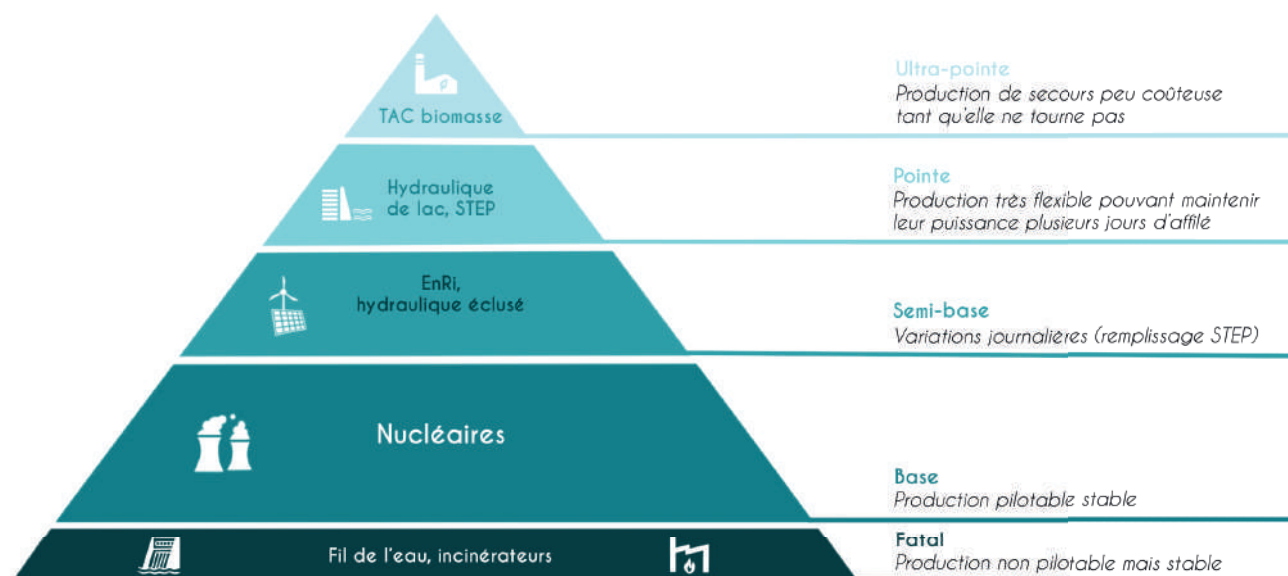 TAC biomasse
Ultra-pointe
Production de secours peu coûteuse
tant qu'elle ne tourne pas
Hydraulique
de lac, STEP
Pointe
Production très flexible pouvant maintenir
leur puissance plusieurs jours d'affilé
EnRi,
hydraulique éclusé
Semi-base
Variations journalières (remplissage STEP)
Nucléaires
Base
Production pilotable stable
Fil de l'eau, incinérateurs
Fatal
Production non pilotable mais stable